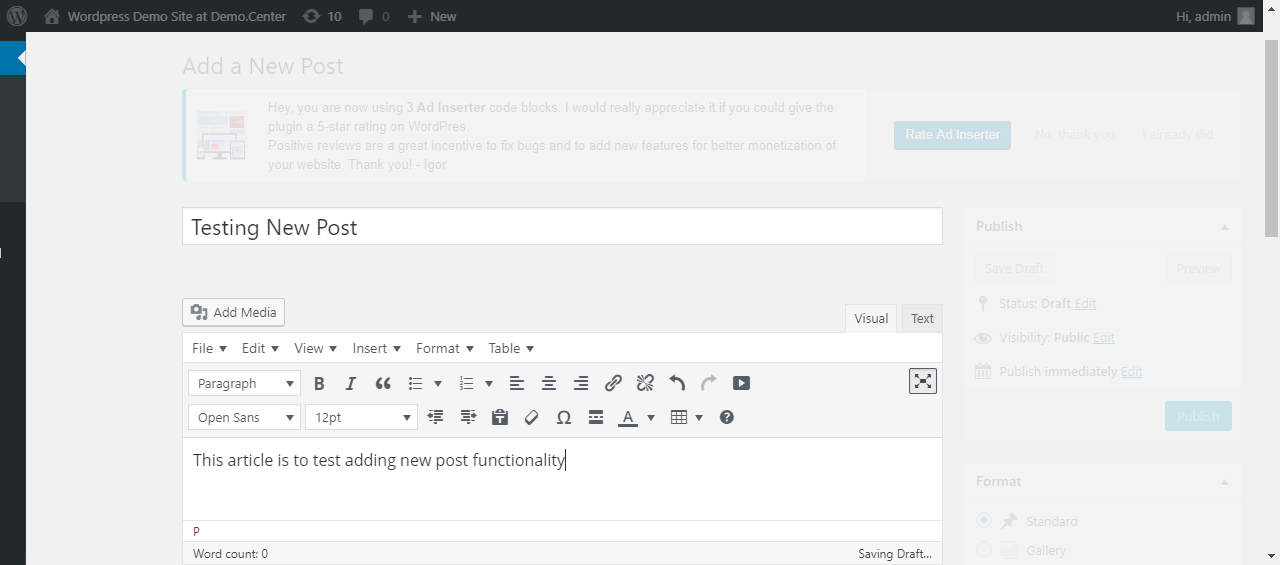 Wordpress Demo Site at Demo.Center 10 0 New Hi, admin
Add a New Post
Hey, you are now using 3 Ad Inserter code blocks. I would really appreciate it if you could give the
plugin a 5-star rating on WordPres.
Positive reviews are a great incentive to fix bugs and to add new features for better monetization of
your website. Thank you! - Igor
Rate Ad Inserter No, thank you. I already did.
Testing New Post
Add Media
Visual Text
File Edit View Insert Format Table
Paragraph
Open Sans 12pt
This article is to test adding new post functionality
p
Word count: 0 Saving Draft...
Publish
Save Draft Preview
Status: Draft Edit
Visibility: Public Edit
Publish immediately Edit
Publish
Format
Standard
Gallery